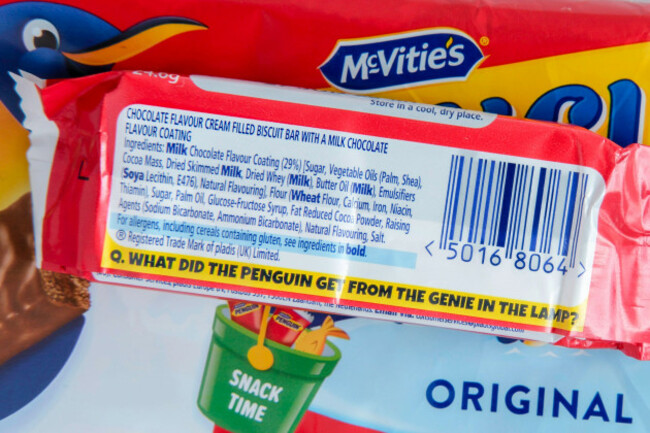 McVitie's
®
24.6g
Store in a cool, dry place.
CHOCOLATE FLAVOUR CREAM FILLED BISCUIT BAR WITH A MILK CHOCOLATE
FLAVOUR COATING
Ingredients: Milk Chocolate Flavour Coating (29%) [Sugar, Vegetable Oils (Palm, Shea),
Cocoa Mass, Dried Skimmed Milk, Dried Whey (Milk), Butter Oil (Milk), Emulsifiers
(Soya Lecithin, E476), Natural Flavouring], Flour (Wheat Flour, Calcium, Iron, Niacin,
Thiamin), Sugar, Palm Oil, Glucose-Fructose Syrup, Fat Reduced Cocoa Powder, Raising
Agents (Sodium Bicarbonate, Ammonium Bicarbonate), Natural Flavouring, Salt.
For allergens, including cereals containing gluten, see ingredients in bold.
® Registered Trade Mark of pladis (UK) Limited.
< 5016 8064 >
Q. WHAT DID THE PENGUIN GET FROM THE GENIE IN THE LAMP?
PENGUIN
PENGUIN
SNACK
TIME
ORIGINAL